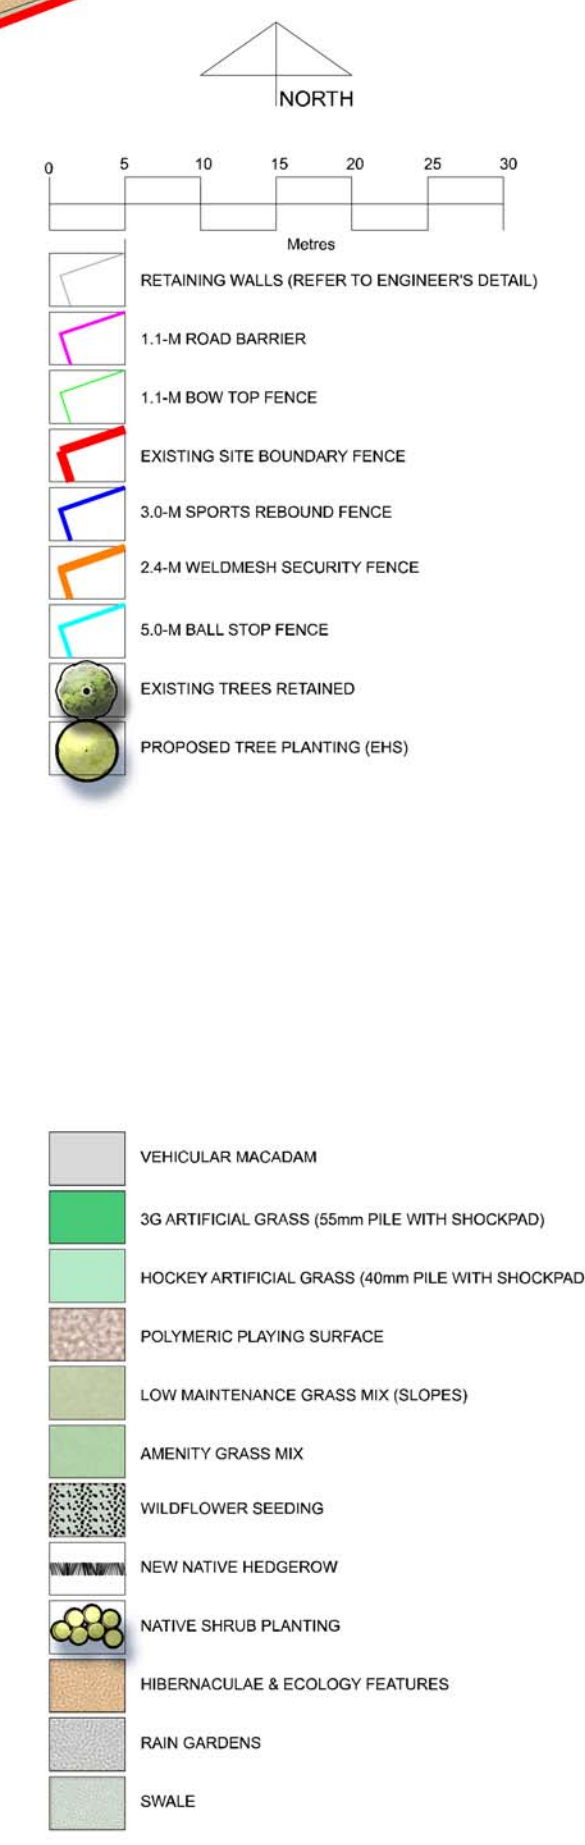 NORTH
0 5 10 15 20 25 30
Metres
RETAINING WALLS (REFER TO ENGINEER'S DETAIL)
1.1-M ROAD BARRIER
1.1-M BOW TOP FENCE
EXISTING SITE BOUNDARY FENCE
3.0-M SPORTS REBOUND FENCE
2.4-M WELDMESH SECURITY FENCE
5.0-M BALL STOP FENCE
EXISTING TREES RETAINED
PROPOSED TREE PLANTING (EHS)
VEHICULAR MACADAM
3G ARTIFICIAL GRASS (55mm PILE WITH SHOCKPAD)
HOCKEY ARTIFICIAL GRASS (40mm PILE WITH SHOCKPAD
POLYMERIC PLAYING SURFACE
LOW MAINTENANCE GRASS MIX (SLOPES)
AMENITY GRASS MIX
WILDFLOWER SEEDING
NEW NATIVE HEDGEROW
NATIVE SHRUB PLANTING
HIBERNACULAE & ECOLOGY FEATURES
RAIN GARDENS
SWALE